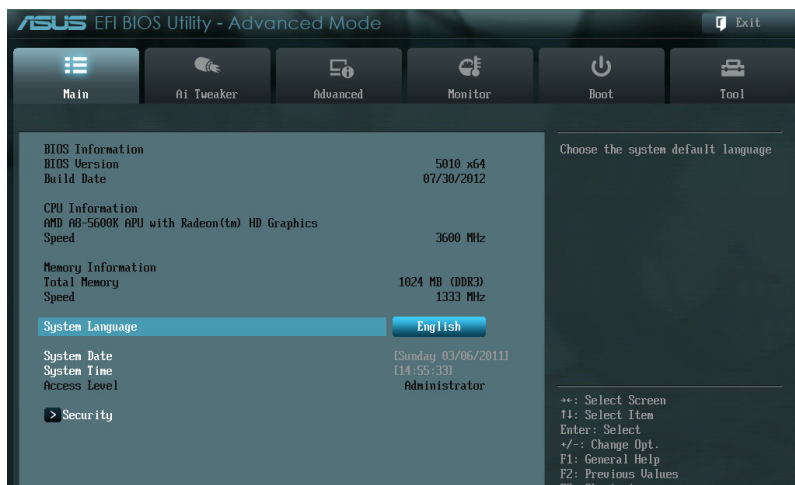 ASUS EFI BIOS Utility - Advanced Mode
Exit
Main
Ai Tweaker
Advanced
Monitor
Boot
Tool
BIOS Information
BIOS Version 5010 x64
Build Date 07/30/2012
CPU Information
AMD A8-5600K APU with Radeon(tm) HD Graphics
Speed 3600 MHz
Memory Information
Total Memory 1024 MB (DDR3)
Speed 1333 MHz
System Language English
System Date [Sunday 03/06/2011]
System Time [14:55:33]
Access Level Administrator
> Security
Choose the system default language
→←: Select Screen
↑↓: Select Item
Enter: Select
+/-: Change Opt.
F1: General Help
F2: Previous Values